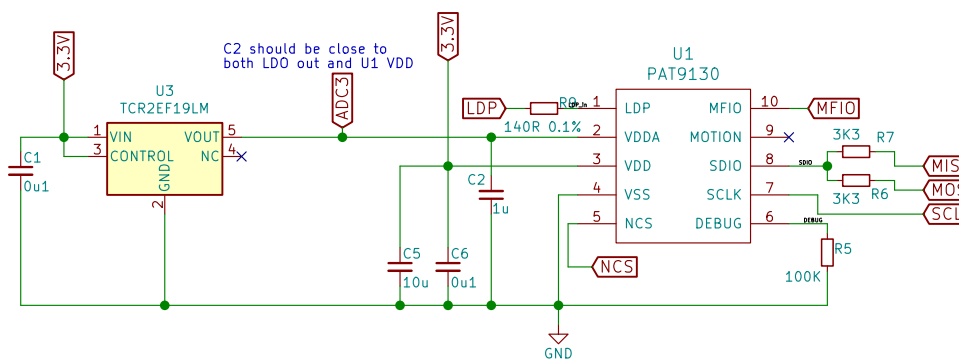 C2 should be close to
both LDO out and U1 VDD
3.3V
3.3V
ADC3
U3
TCR2EF19LM
1
VIN
VOUT
5
3
CONTROL
NC
4
GND
2
C1
0u1
C5
10u
C6
0u1
C2
1u
U1
PAT9130
LDP
140R 0.1%
1
LDP
MFIO
10
MFIO
2
VDDA
MOTION
9
3
VDD
SDIO
8
SDIO
4
VSS
SCLK
7
5
NCS
DEBUG
6
DEBUG
NCS
3K3
R7
3K3
R6
MIS
MOS
SCL
R5
100K
GND